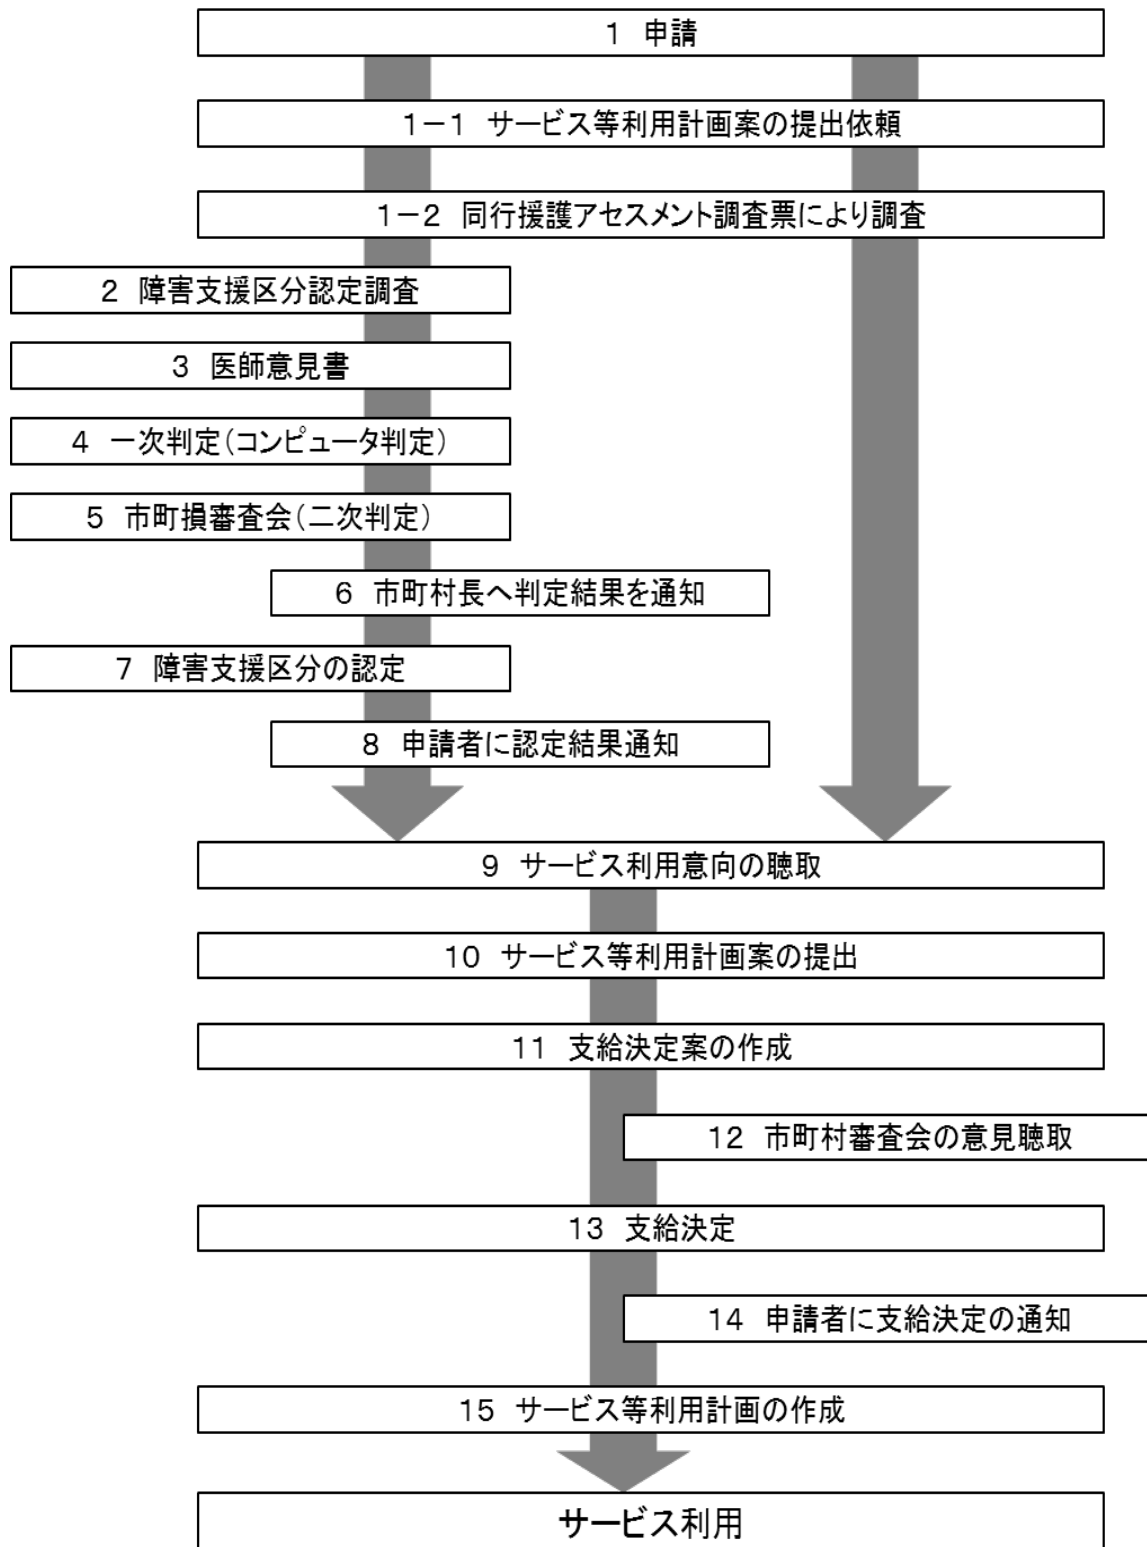 1 申請
1－1 サービス等利用計画案の提出依頼
1－2 同行援護アセスメント調査票により調査
2 障害支援区分認定調査
3 医師意見書
4 一次判定(コンピュータ判定)
5 市町損審査会(二次判定)
6 市町村長へ判定結果を通知
7 障害支援区分の認定
8 申請者に認定結果通知
9 サービス利用意向の聴取
10 サービス等利用計画案の提出
11 支給決定案の作成
12 市町村審査会の意見聴取
13 支給決定
14 申請者に支給決定の通知
15 サービス等利用計画の作成
サービス利用